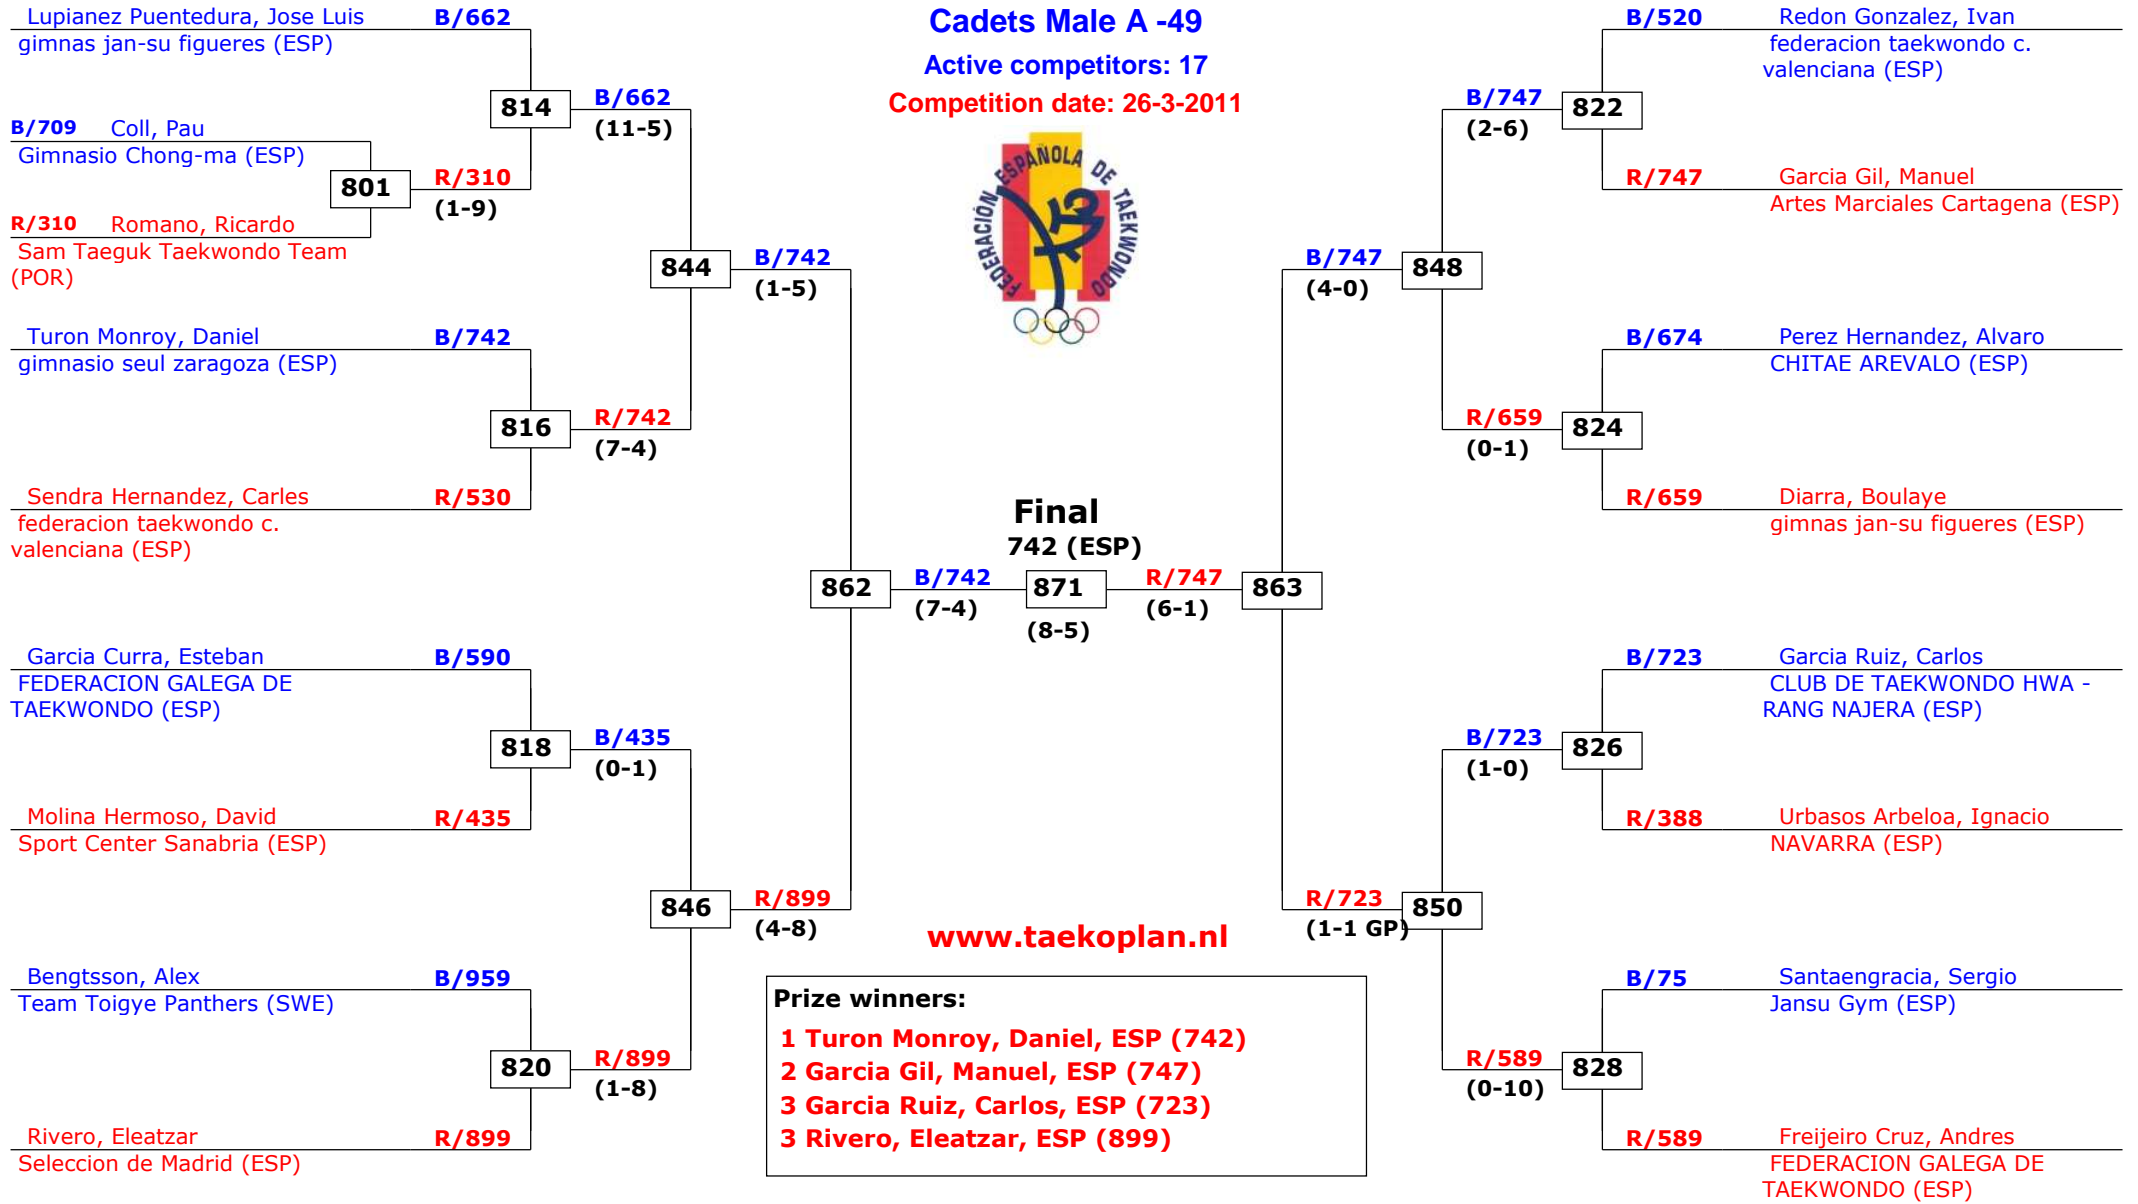 Cadets Male A -49
Active competitors: 17
Competition date: 26-3-2011
FEDERACIÓN ESPAÑOLA DE TAEKWONDO
Lupianez Puentedura, Jose Luis B/662
gimnas jan-su figueres (ESP)
814
B/662
(11-5)
B/709 Coll, Pau
Gimnasio Chong-ma (ESP)
801
R/310
(1-9)
R/310 Romano, Ricardo
Sam Taeguk Taekwondo Team
(POR)
844
B/742
(1-5)
Turon Monroy, Daniel B/742
gimnasio seul zaragoza (ESP)
816
R/742
(7-4)
Sendra Hernandez, Carles R/530
federacion taekwondo c.
valenciana (ESP)
862
B/742
(7-4)
Garcia Curra, Esteban B/590
FEDERACION GALEGA DE
TAEKWONDO (ESP)
818
B/435
(0-1)
Molina Hermoso, David R/435
Sport Center Sanabria (ESP)
846
R/899
(4-8)
Bengtsson, Alex B/959
Team Toigye Panthers (SWE)
820
R/899
(1-8)
Rivero, Eleatzar R/899
Seleccion de Madrid (ESP)
Final
742 (ESP)
871
(8-5)
B/520 Redon Gonzalez, Ivan
federacion taekwondo c.
valenciana (ESP)
B/747
(2-6)
822
R/747 Garcia Gil, Manuel
Artes Marciales Cartagena (ESP)
B/747
(4-0)
848
B/674 Perez Hernandez, Alvaro
CHITAE AREVALO (ESP)
R/659
(0-1)
824
R/659 Diarra, Boulaye
gimnas jan-su figueres (ESP)
R/747
(6-1)
863
B/723 Garcia Ruiz, Carlos
CLUB DE TAEKWONDO HWA -
RANG NAJERA (ESP)
B/723
(1-0)
826
R/388 Urbasos Arbeloa, Ignacio
NAVARRA (ESP)
R/723
(1-1 GP)
850
B/75 Santaengracia, Sergio
Jansu Gym (ESP)
R/589
(0-10)
828
R/589 Freijeiro Cruz, Andres
FEDERACION GALEGA DE
TAEKWONDO (ESP)
www.taekoplan.nl
Prize winners:
1 Turon Monroy, Daniel, ESP (742)
2 Garcia Gil, Manuel, ESP (747)
3 Garcia Ruiz, Carlos, ESP (723)
3 Rivero, Eleatzar, ESP (899)